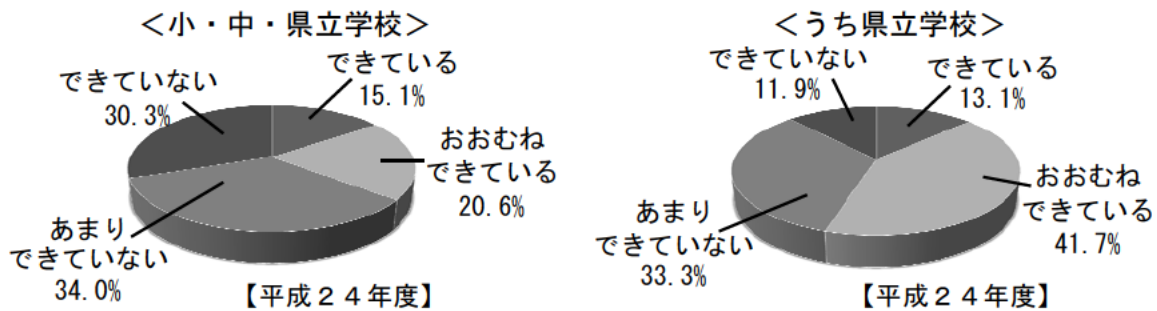 ＜小・中・県立学校＞
できていない
30.3%
できている
15.1%
おおむね
できている
20.6%
あまり
できていない
34.0%
【平成２４年度】
＜うち県立学校＞
できていない
11.9%
できている
13.1%
おおむね
できている
41.7%
あまり
できていない
33.3%
【平成２４年度】